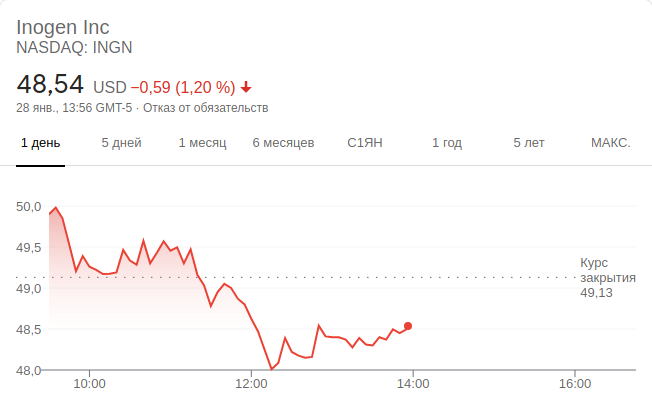 Inogen Inc
NASDAQ: INGN
48,54 USD −0,59 (1,20 %)
28 янв., 13:56 GMT-5 · Отказ от обязательств
1 день 5 дней 1 месяц 6 месяцев С1ЯН 1 год 5 лет МАКС.
50,0
49,5
Курс
закрытия
49,13
49,0
48,5
48,0
10:00 12:00 14:00 16:00